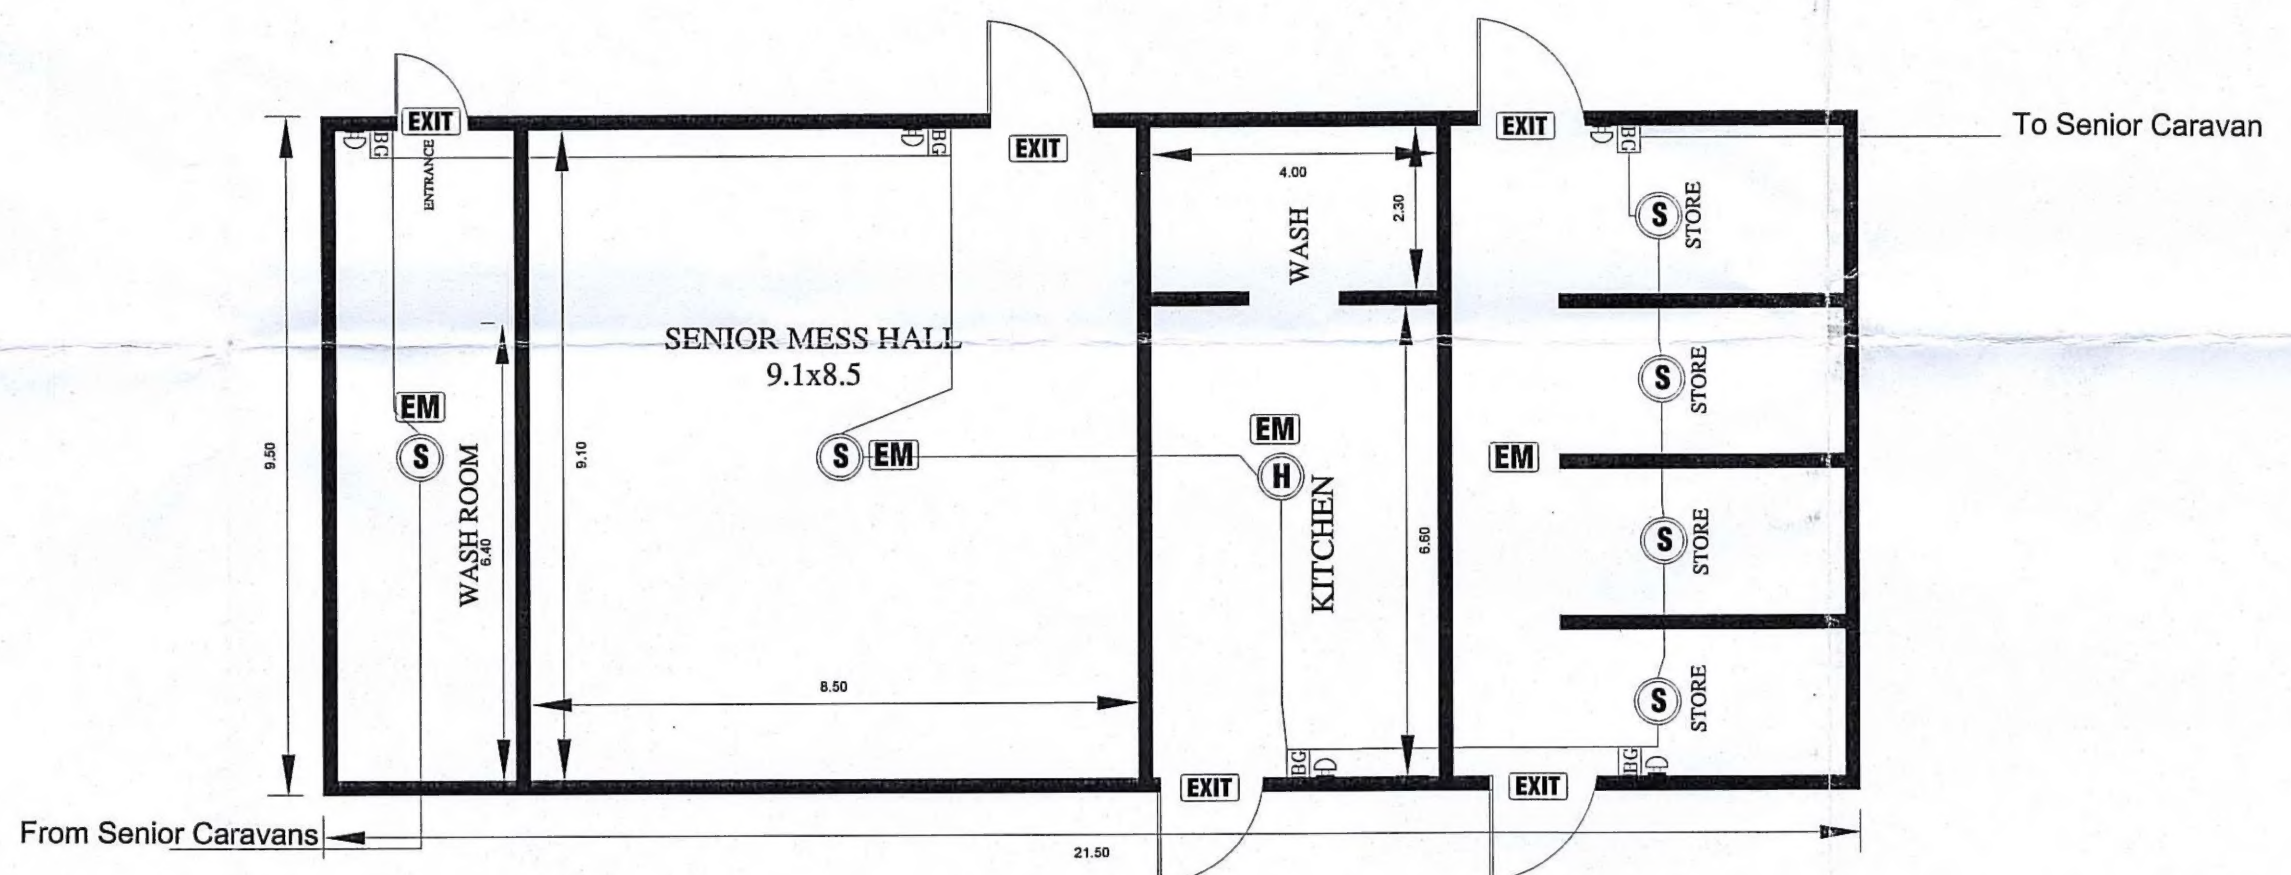 EXIT
EXIT
EXIT
To Senior Caravan
BG
ENTRANCE
BG
BG
4.00
2.30
WASH
S
STORE
SENIOR MESS HALL
9.1x8.5
S
STORE
EM
S
WASH ROOM
6.40
9.50
9.10
S
EM
EM
H
KITCHEN
6.60
EM
S
STORE
S
STORE
8.50
BG
BG
EXIT
EXIT
From Senior Caravans
21.50